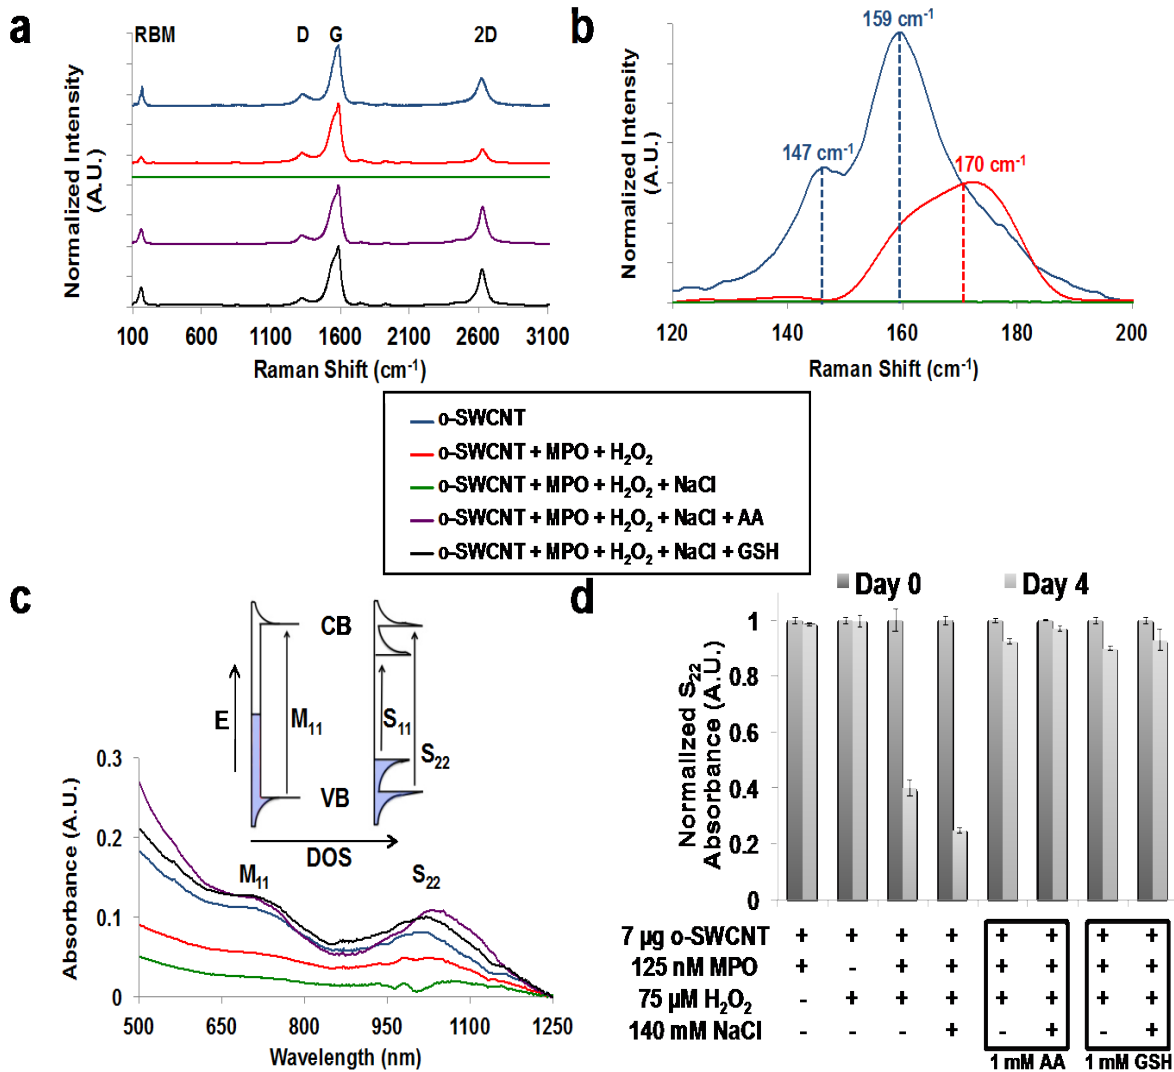 a
RBM
D
G
2D
Normalized Intensity
(A.U.)
100
600
1100
1600
2100
2600
3100
Raman Shift (cm⁻¹)
b
159 cm⁻¹
147 cm⁻¹
170 cm⁻¹
Normalized Intensity
(A.U.)
120
140
160
180
200
Raman Shift (cm⁻¹)
o-SWCNT
o-SWCNT + MPO + H₂O₂
o-SWCNT + MPO + H₂O₂ + NaCl
o-SWCNT + MPO + H₂O₂ + NaCl + AA
o-SWCNT + MPO + H₂O₂ + NaCl + GSH
c
CB
E
M₁₁
S₁₁
S₂₂
VB
DOS
M₁₁
S₂₂
0.3
0.2
0.1
0
Absorbance (A.U.)
500
650
800
950
1100
1250
Wavelength (nm)
d
Day 0
Day 4
Normalized S₂₂
Absorbance (A.U.)
1
0.8
0.6
0.4
0.2
0
7 µg o-SWCNT + + + + + + + +
125 nM MPO + - + + + + + +
75 µM H₂O₂ - + + + + + + +
140 mM NaCl - - - + - + - +
1 mM AA
1 mM GSH